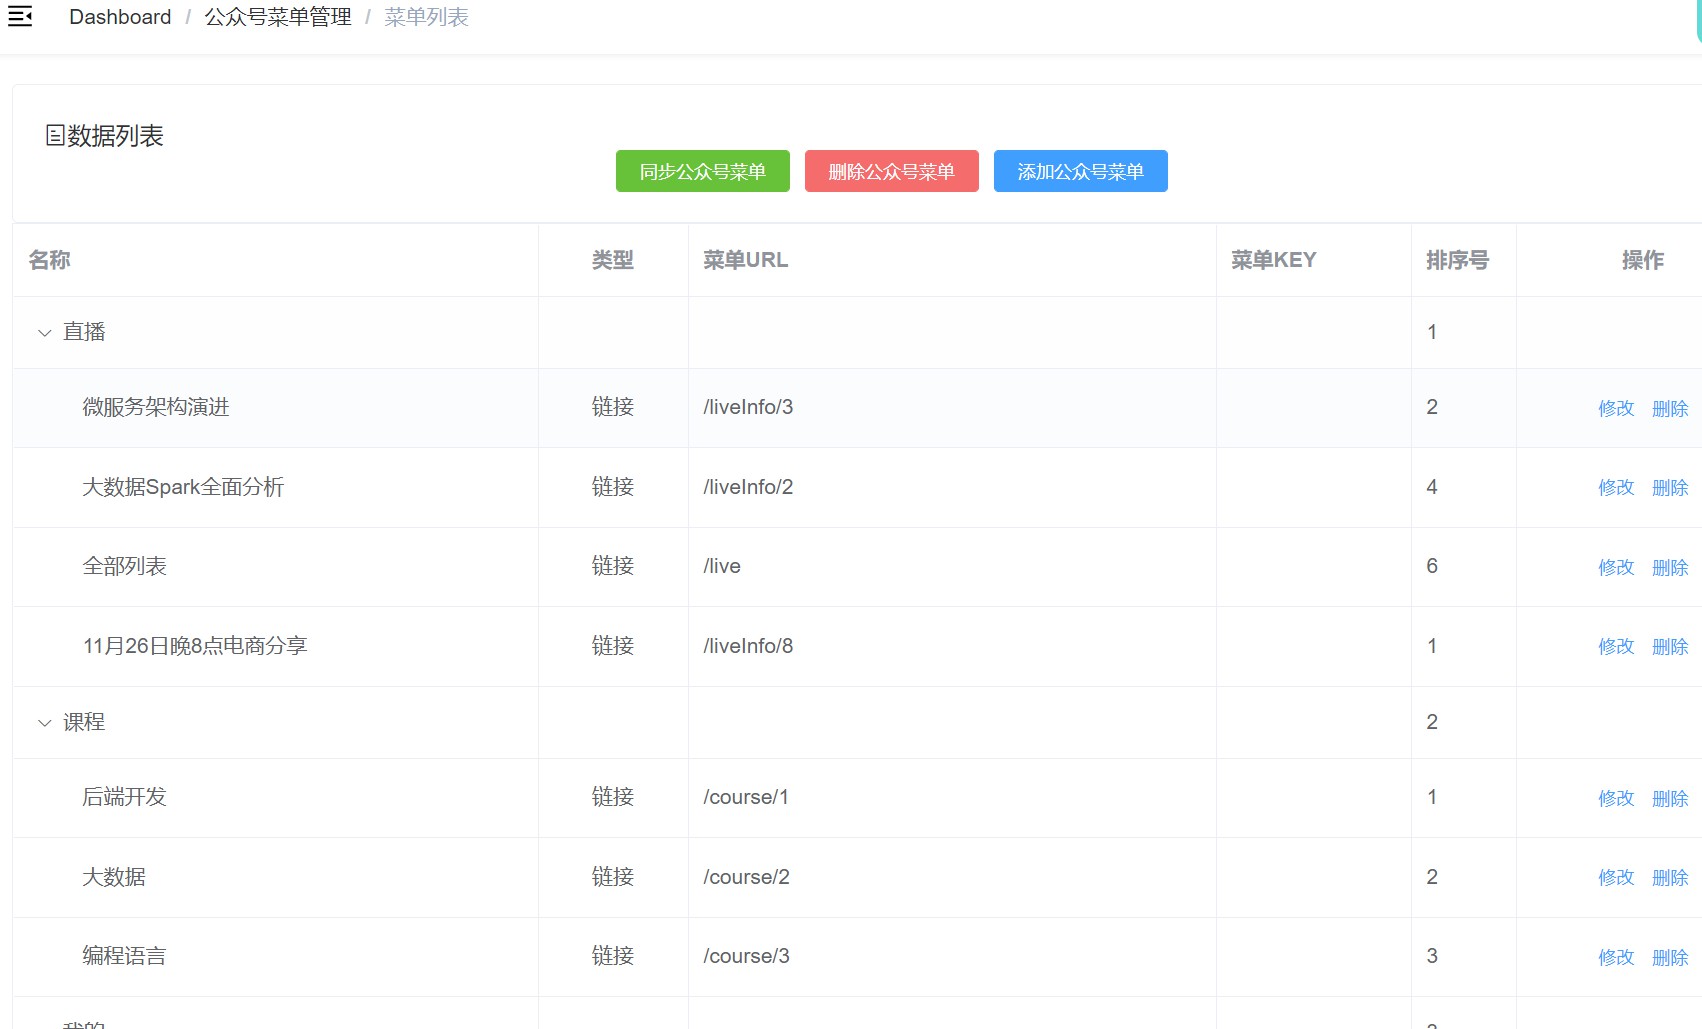 Dashboard / 公众号菜单管理 / 菜单列表
数据列表
同步公众号菜单 删除公众号菜单 添加公众号菜单
名称 类型 菜单URL 菜单KEY 排序号 操作
直播 1
微服务架构演进 链接 /liveInfo/3 2 修改 删除
大数据Spark全面分析 链接 /liveInfo/2 4 修改 删除
全部列表 链接 /live 6 修改 删除
11月26日晚8点电商分享 链接 /liveInfo/8 1 修改 删除
课程 2
后端开发 链接 /course/1 1 修改 删除
大数据 链接 /course/2 2 修改 删除
编程语言 链接 /course/3 3 修改 删除